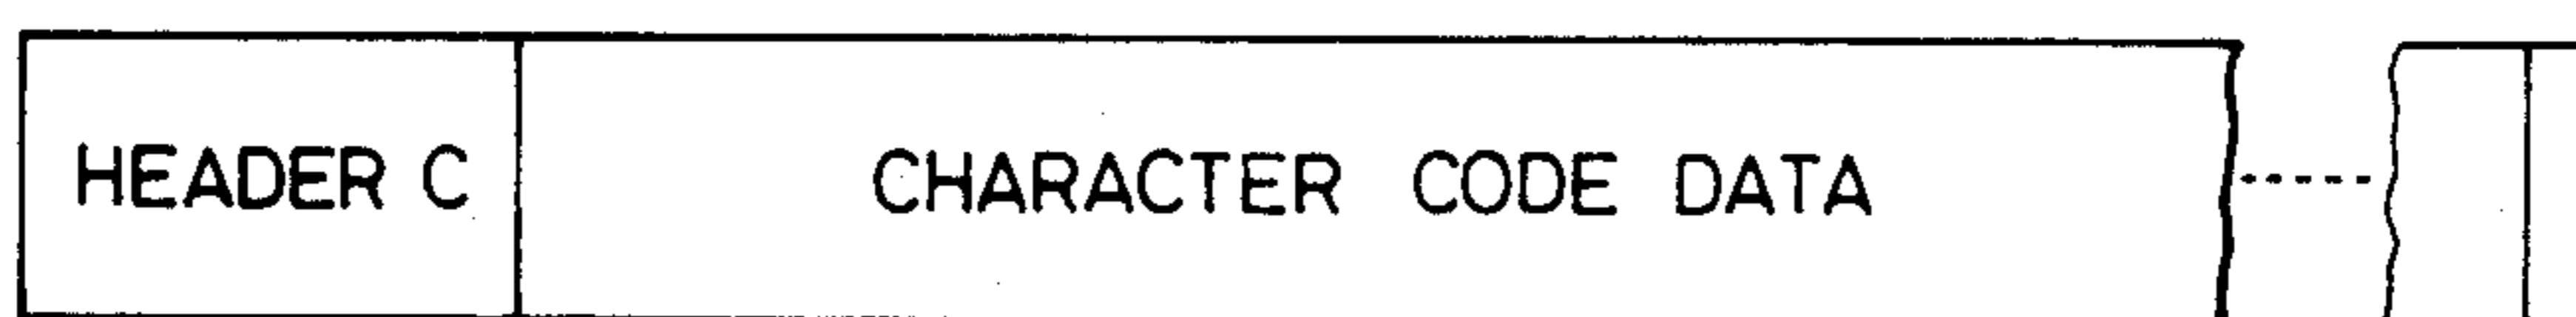 HEADER C CHARACTER CODE DATA